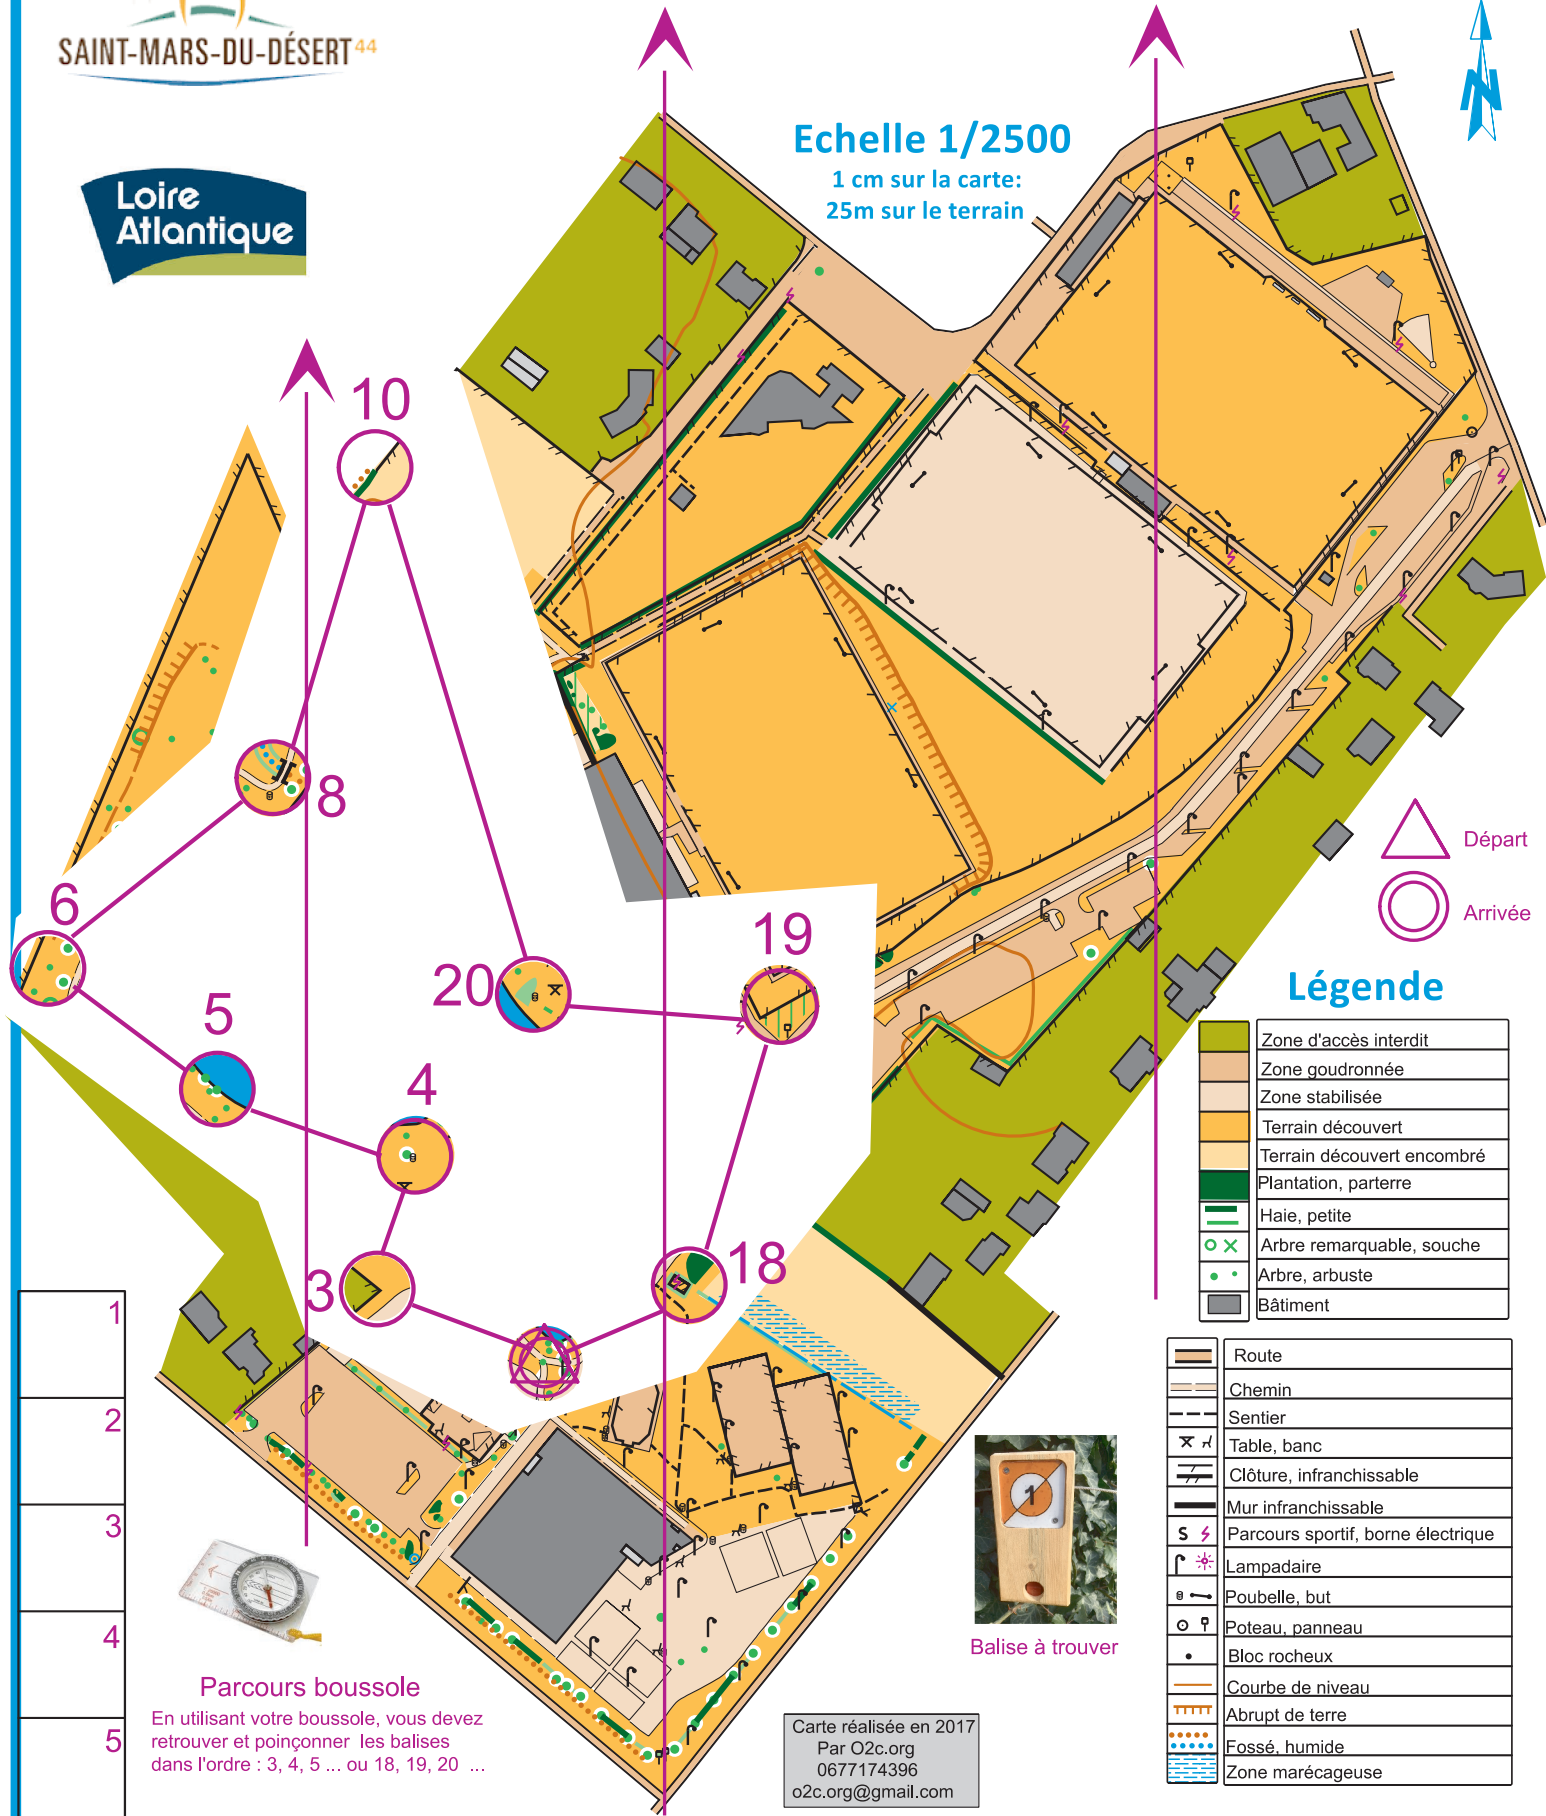 SAINT-MARS-DU-DÉSERT 44
Loire
Atlantique
Echelle 1/2500
1 cm sur la carte:
25m sur le terrain
N
10
8
6
5
4
3
20
19
18
Départ
Arrivée
Légende
Zone d'accès interdit
Zone goudronnée
Zone stabilisée
Terrain découvert
Terrain découvert encombré
Plantation, parterre
Haie, petite
Arbre remarquable, souche
Arbre, arbuste
Bâtiment
Route
Chemin
Sentier
Table, banc
Clôture, infranchissable
Mur infranchissable
S Parcours sportif, borne électrique
Lampadaire
Poubelle, but
Poteau, panneau
Bloc rocheux
Courbe de niveau
Abrupt de terre
Fossé, humide
Zone marécageuse
1
2
3
4
5
Parcours boussole
En utilisant votre boussole, vous devez
retrouver et poinçonner les balises
dans l'ordre : 3, 4, 5 ... ou 18, 19, 20 ...
1
Balise à trouver
Carte réalisée en 2017
Par O2c.org
0677174396
o2c.org@gmail.com